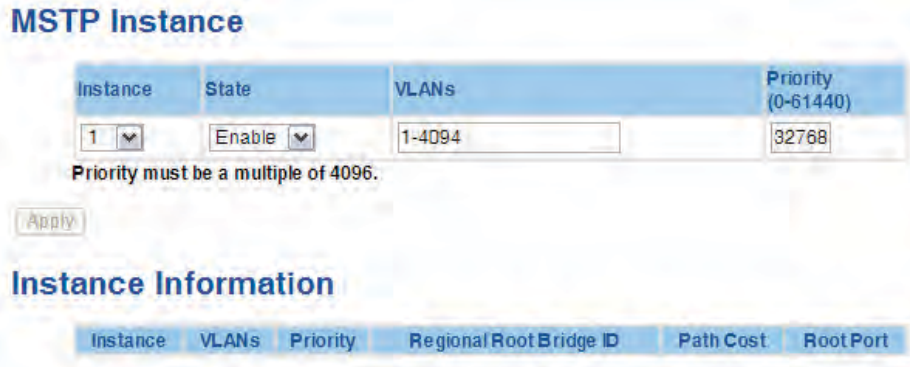 MSTP Instance
Instance State VLANs Priority (0-61440)
1 Enable 1-4094 32768
Priority must be a multiple of 4096.
Apply
Instance Information
Instance VLANs Priority Regional Root Bridge ID Path Cost Root Port